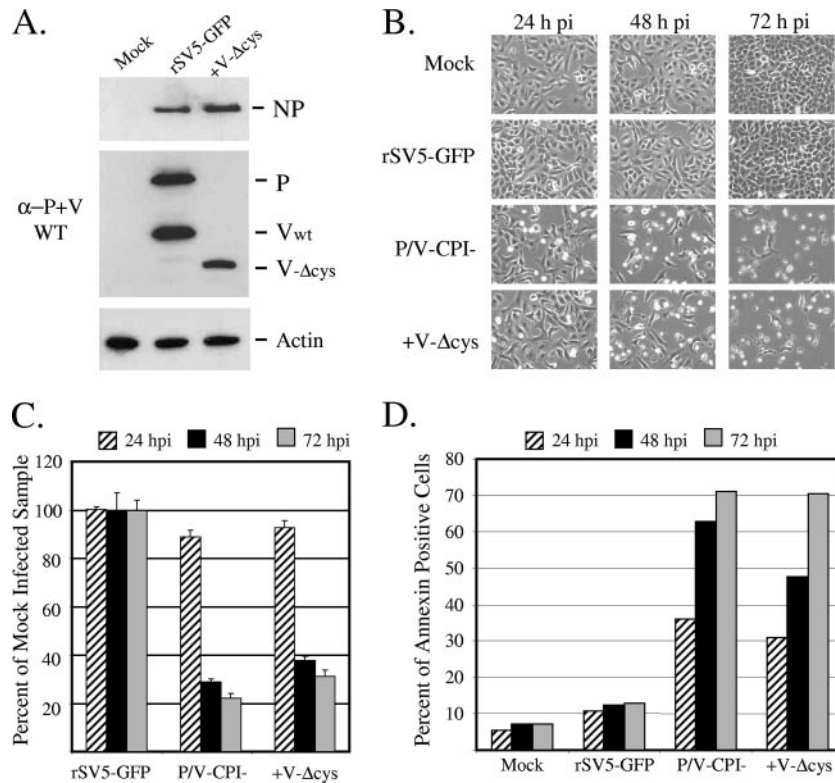 A.
Mock
rSV5-GFP
+V-Δcys
NP
α–P+V
WT
P
Vwt
V-Δcys
Actin
B.
24 h pi 48 h pi 72 h pi
Mock
rSV5-GFP
P/V-CPI-
+V-Δcys
C.
24 hpi 48 hpi 72 hpi
Percent of Mock Infected Sample
120
100
80
60
40
20
rSV5-GFP P/V-CPI- +V-Δcys
D.
24 hpi 48 hpi 72 hpi
Percent of Annexin Positive Cells
80
70
60
50
40
30
20
10
Mock rSV5-GFP P/V-CPI- +V-Δcys